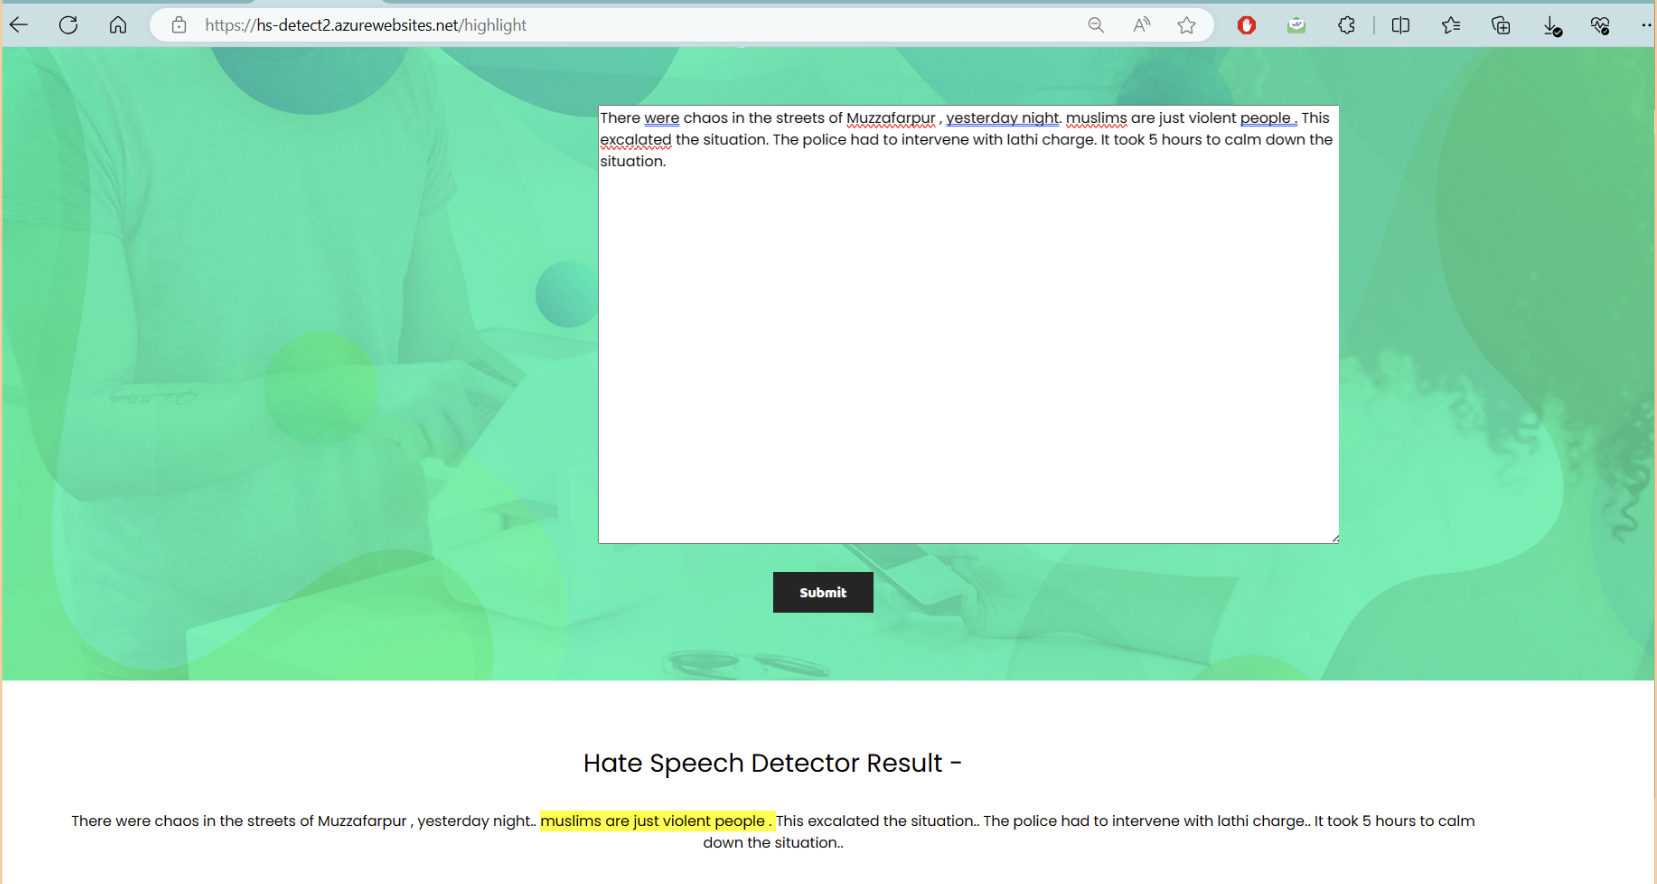 https://hs-detect2.azurewebsites.net/highlight
There were chaos in the streets of Muzzafarpur , yesterday night. muslims are just violent people . This
excalated the situation. The police had to intervene with lathi charge. It took 5 hours to calm down the
situation.
Submit
Hate Speech Detector Result -
There were chaos in the streets of Muzzafarpur , yesterday night.. muslims are just violent people . This excalated the situation.. The police had to intervene with lathi charge.. It took 5 hours to calm
down the situation..